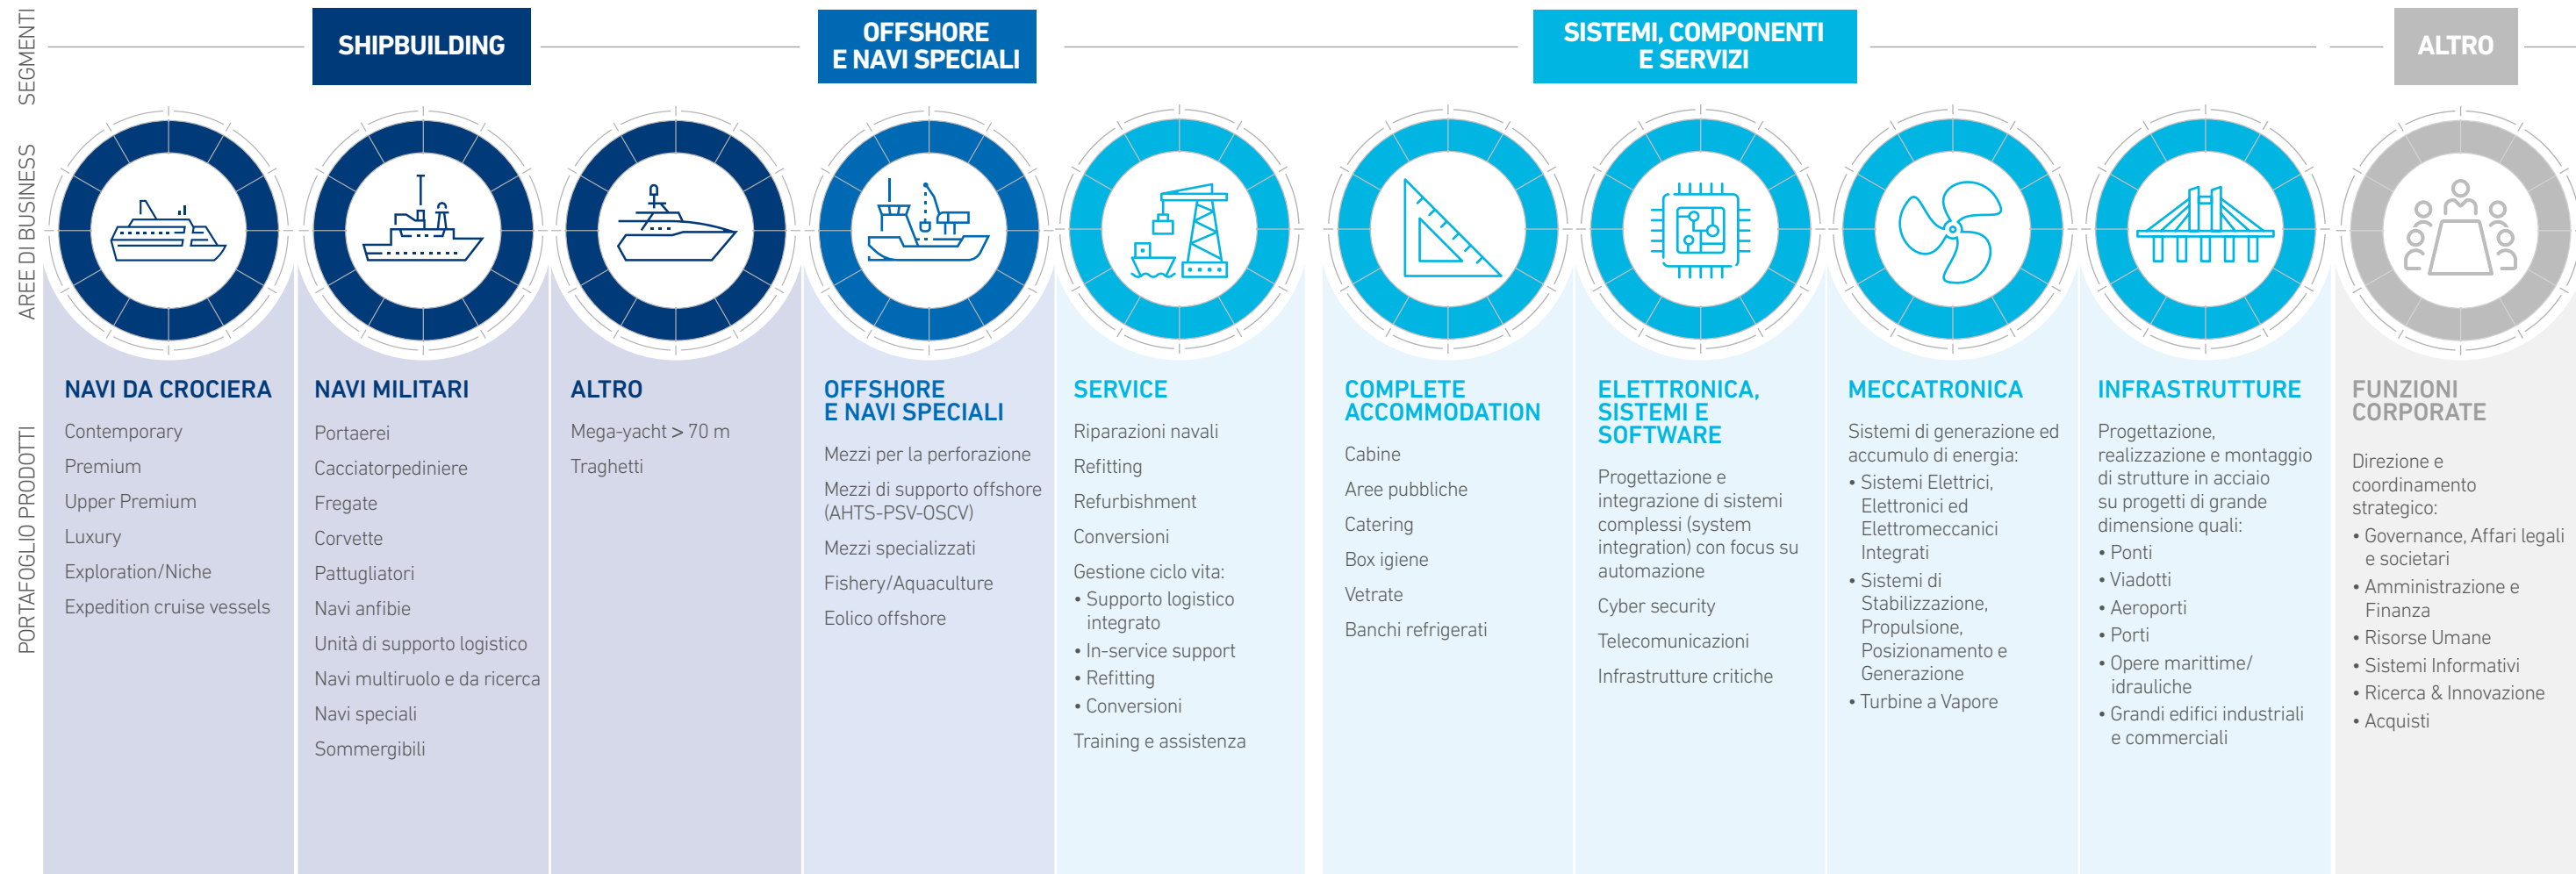 SEGMENTI
SHIPBUILDING
OFFSHORE
E NAVI SPECIALI
SISTEMI, COMPONENTI
E SERVIZI
ALTRO
AREE DI BUSINESS
PORTAFOGLIO PRODOTTI
NAVI DA CROCIERA
Contemporary
Premium
Upper Premium
Luxury
Exploration/Niche
Expedition cruise vessels
NAVI MILITARI
Portaerei
Cacciatorpediniere
Fregate
Corvette
Pattugliatori
Navi anfibie
Unità di supporto logistico
Navi multiruolo e da ricerca
Navi speciali
Sommergibili
ALTRO
Mega-yacht > 70 m
Traghetti
OFFSHORE
E NAVI SPECIALI
Mezzi per la perforazione
Mezzi di supporto offshore
(AHTS-PSV-OSCV)
Mezzi specializzati
Fishery/Aquaculture
Eolico offshore
SERVICE
Riparazioni navali
Refitting
Refurbishment
Conversioni
Gestione ciclo vita:
• Supporto logistico
integrato
• In-service support
• Refitting
• Conversioni
Training e assistenza
COMPLETE
ACCOMMODATION
Cabine
Aree pubbliche
Catering
Box igiene
Vetrate
Banchi refrigerati
ELETTRONICA,
SISTEMI E
SOFTWARE
Progettazione e
integrazione di sistemi
complessi (system
integration) con focus su
automazione
Cyber security
Telecomunicazioni
Infrastrutture critiche
MECCATRONICA
Sistemi di generazione ed
accumulo di energia:
• Sistemi Elettrici,
Elettronici ed
Elettromeccanici
Integrati
• Sistemi di
Stabilizzazione,
Propulsione,
Posizionamento e
Generazione
• Turbine a Vapore
INFRASTRUTTURE
Progettazione,
realizzazione e montaggio
di strutture in acciaio
su progetti di grande
dimensione quali:
• Ponti
• Viadotti
• Aeroporti
• Porti
• Opere marittime/
idrauliche
• Grandi edifici industriali
e commerciali
FUNZIONI
CORPORATE
Direzione e
coordinamento
strategico:
• Governance, Affari legali
e societari
• Amministrazione e
Finanza
• Risorse Umane
• Sistemi Informativi
• Ricerca & Innovazione
• Acquisti